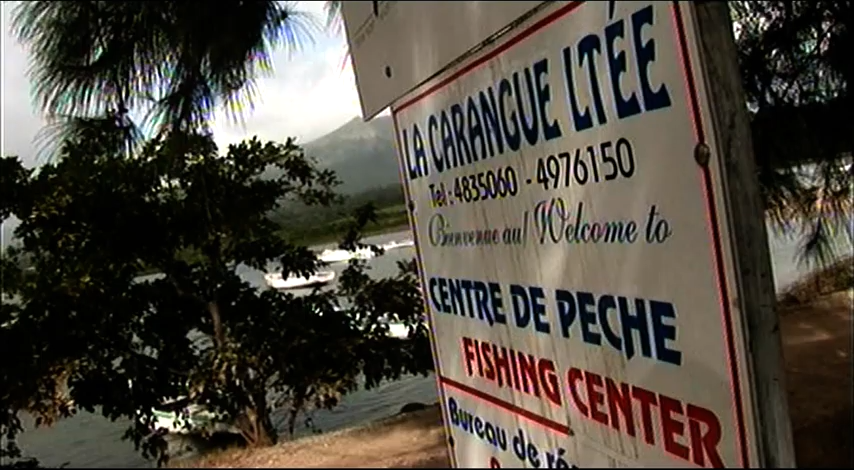 LA CARANGUE LTÉE
Tel : 4835060 - 4976150
Bienvenue au/ Welcome to
CENTRE DE PECHE
FISHING CENTER
Bureau de